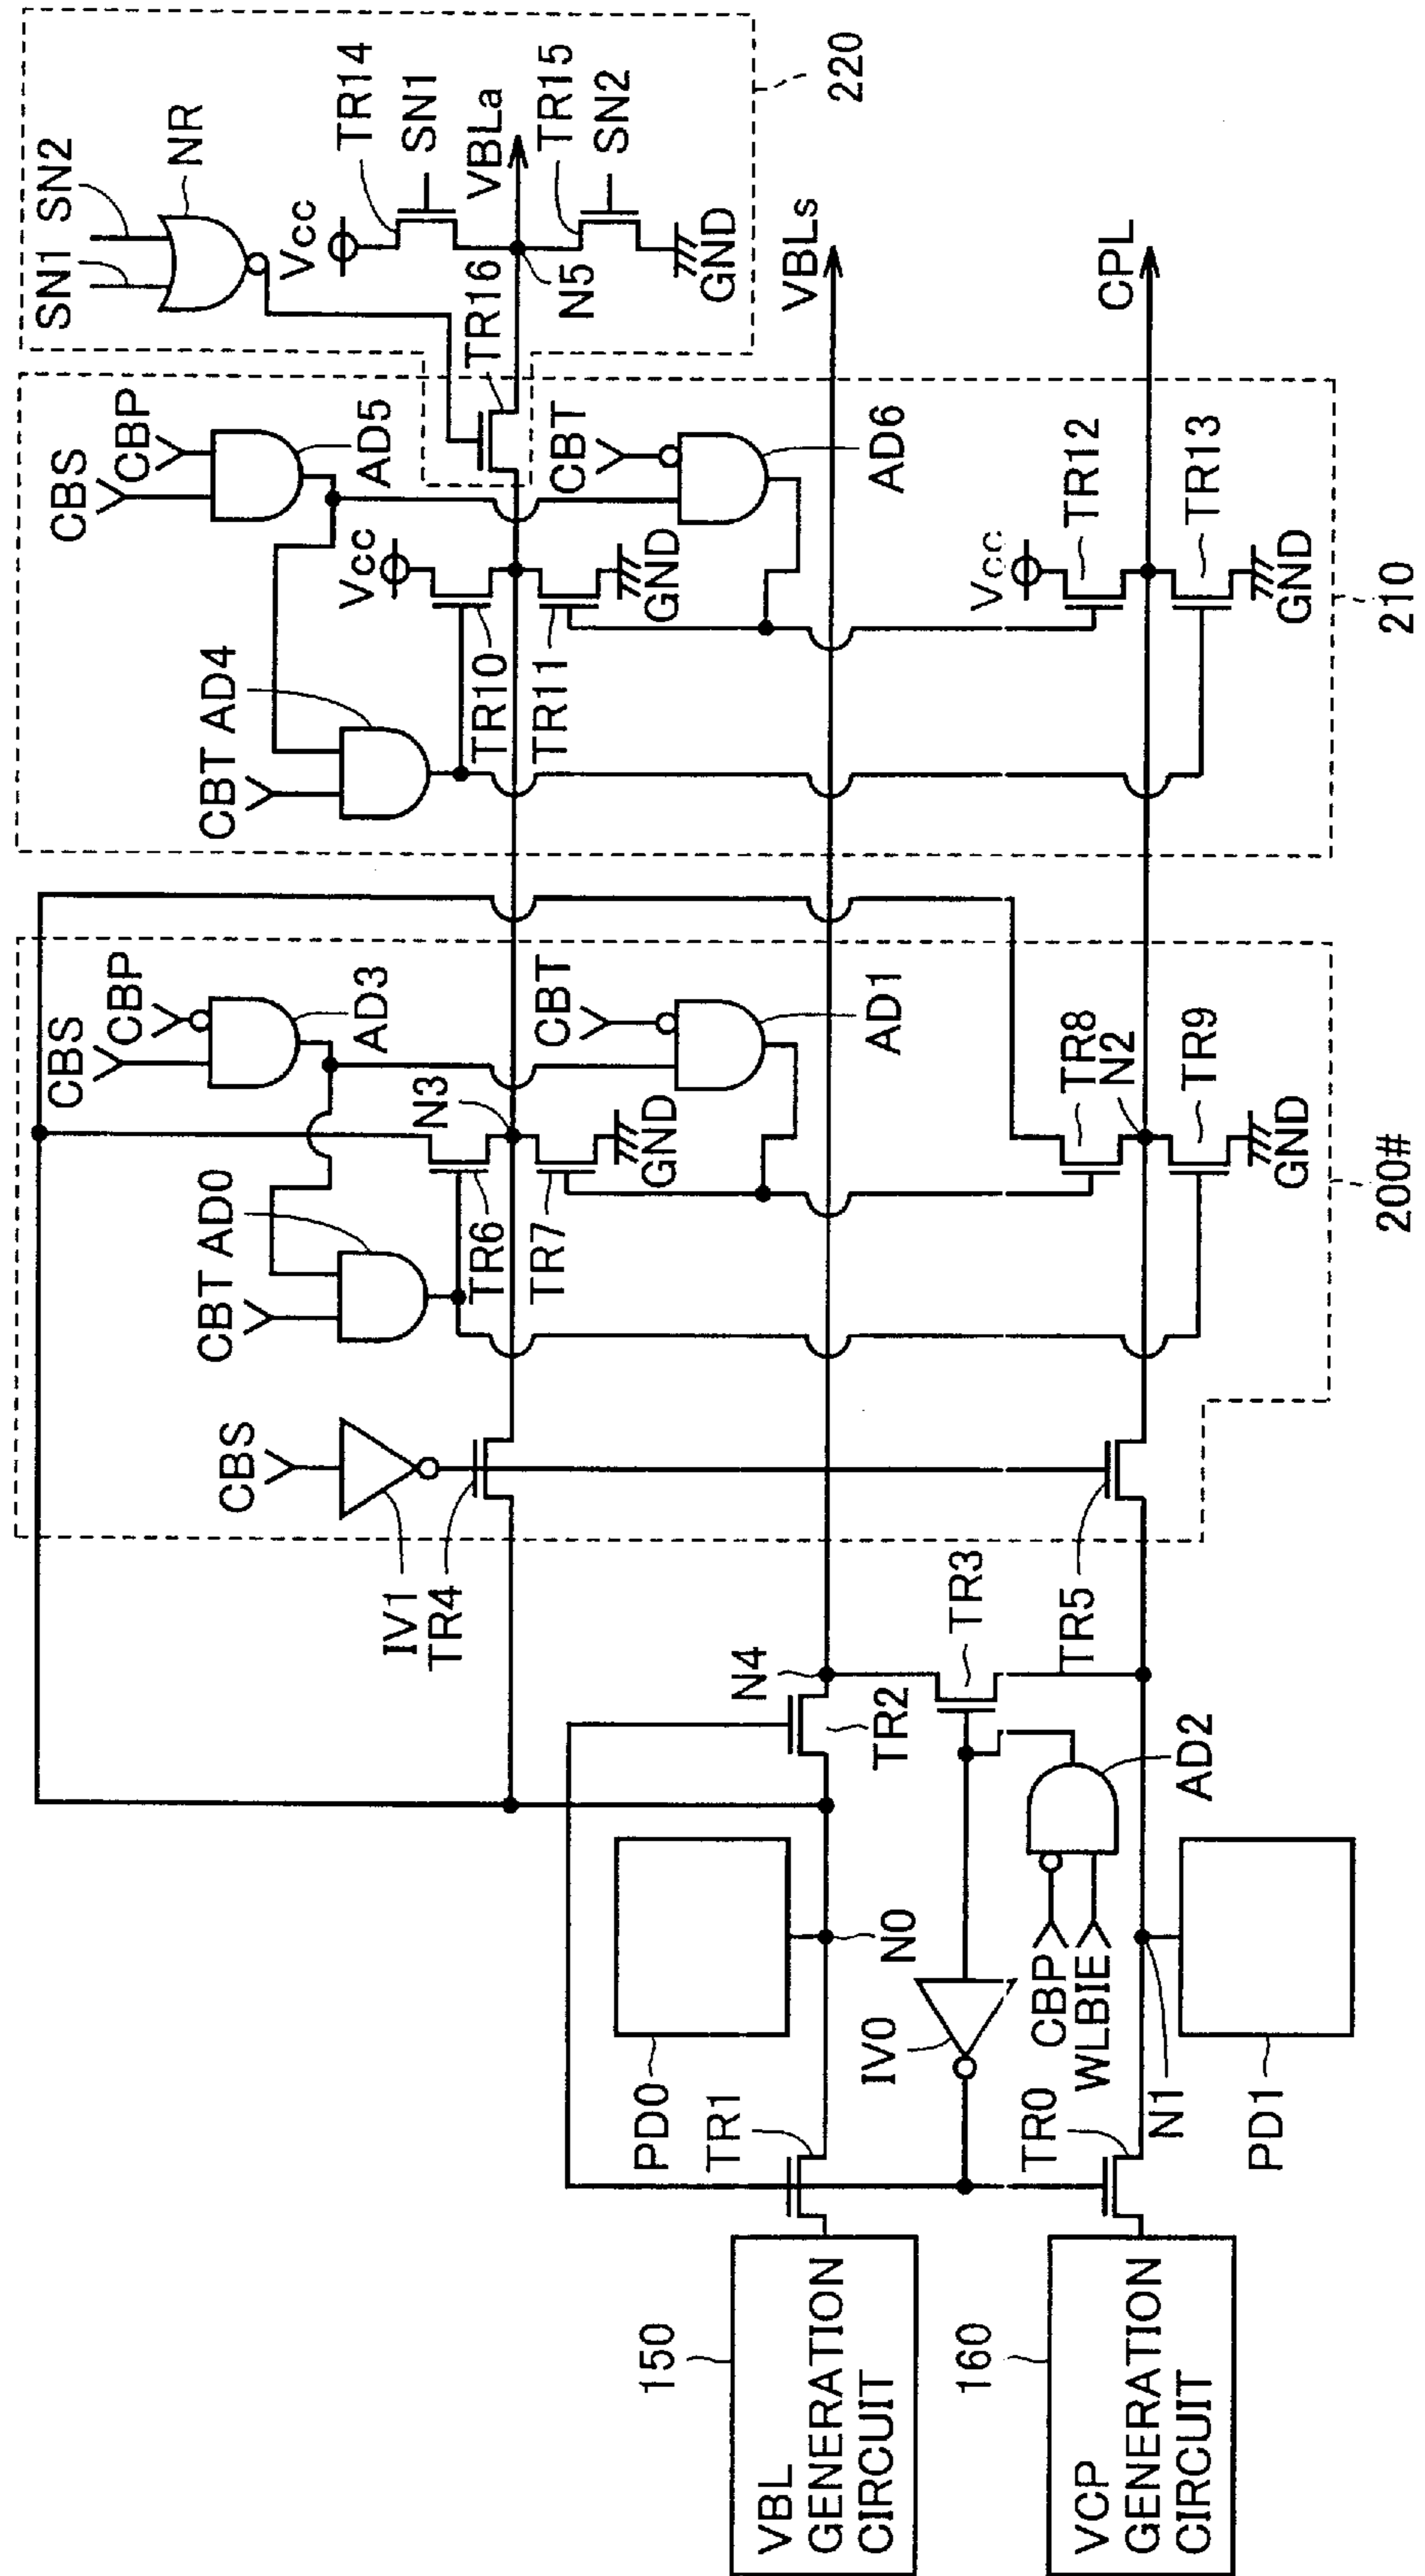 150
VBL
GENERATION
CIRCUIT
160
VCP
GENERATION
CIRCUIT
PD0
TR1
N0
IV0
TR0
CBP
WLBIE
N1
PD1
AD2
N4
TR2
TR3
TR5
CBS
IV1
TR4
CBT AD0
CBS
CBP
AD3
N3
TR6
TR7
GND
CBT
AD1
TR8
N2
TR9
GND
200#
CBT AD4
CBS
CBP
AD5
Vcc
TR10
TR11
GND
CBT
AD6
Vcc
TR12
TR13
GND
210
SN1 SN2
NR
Vcc
TR14
SN1
TR16
N5
VBLa
TR15
SN2
GND
220
VBLs
CPL